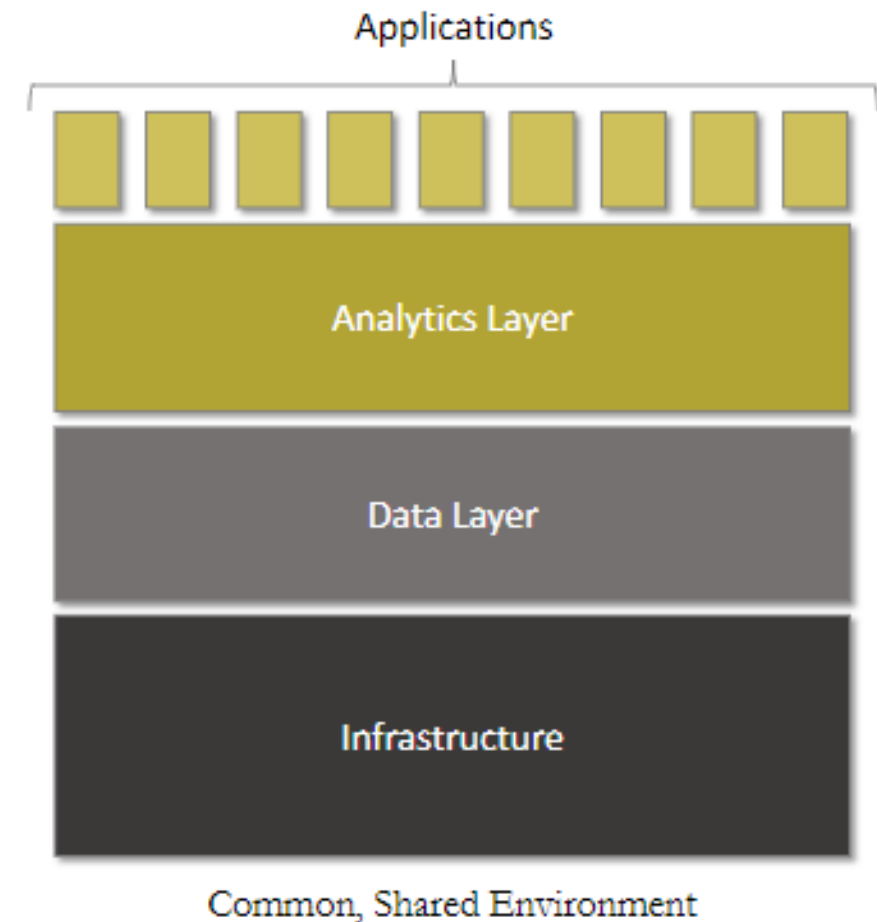 Applications
Analytics Layer
Data Layer
Infrastructure
Common, Shared Environment